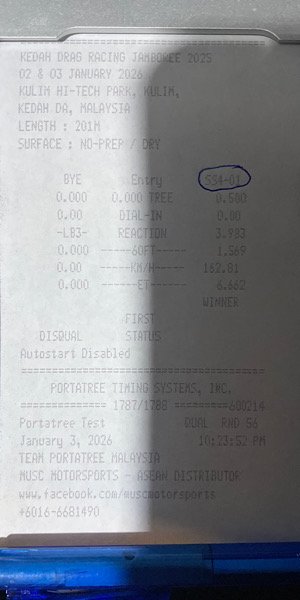 KEDAH DRAG RACING JAMBOREE 2025
02 & 03 JANUARY 2026
KULIM HI-TECH PARK, KULIM,
KEDAH DA, MALAYSIA
LENGTH : 201M
SURFACE : NO-PREP / DRY
BYE Entry SS4-01
0.000 0.000 TREE 0.500
0.00 DIAL-IN 0.00
-LB3- REACTION 3.983
0.000 ------60FT----- 1.569
0.00 -----KM/H----- 162.81
0.000 ------ET----- 6.662
WINNER
FIRST
DISQUAL STATUS
Autostart Disabled
PORTATREE TIMING SYSTEMS, INC.
============= 1787/1788 =========600214
Portatree Test DUAL RND 56
January 3, 2026 10:23:52 PM
TEAM PORTATREE MALAYSIA
MUSC MOTORSPORTS - ASEAN DISTRIBUTOR
www.facebook.com/muscmotorsports
+6016-6681490